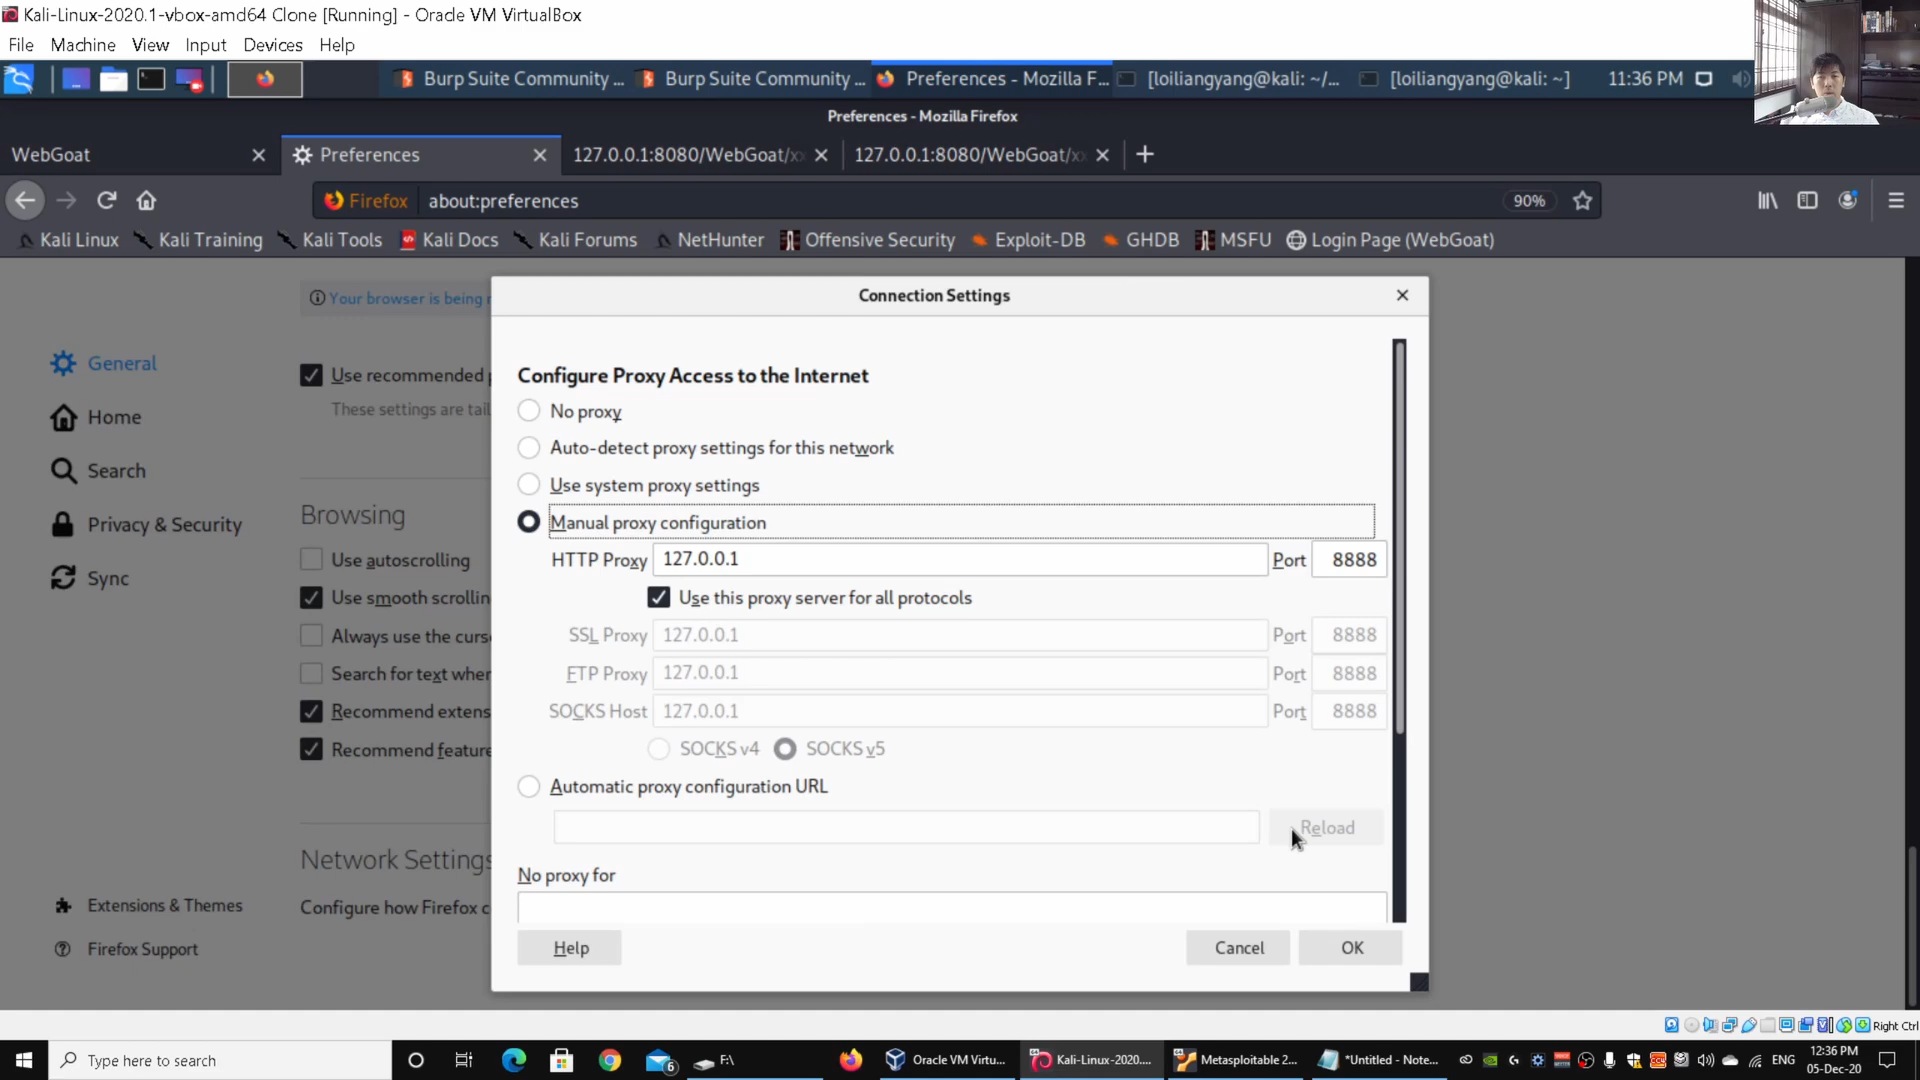 Kali-Linux-2020.1-vbox-amd64 Clone [Running] - Oracle VM VirtualBox
File Machine View Input Devices Help
Burp Suite Community ... Burp Suite Community ... Preferences - Mozilla F... [loiliangyang@kali: ~/... [loiliangyang@kali: ~] 11:36 PM
Preferences - Mozilla Firefox
WebGoat Preferences 127.0.0.1:8080/WebGoat/xx 127.0.0.1:8080/WebGoat/xx
Firefox about:preferences 90%
Kali Linux Kali Training Kali Tools Kali Docs Kali Forums NetHunter Offensive Security Exploit-DB GHDB MSFU Login Page (WebGoat)
Your browser is being
Connection Settings
General
Home
Search
Privacy & Security
Sync
Extensions & Themes
Firefox Support
Use recommended
These settings are tail
Browsing
Use autoscrolling
Use smooth scrollin
Always use the curs
Search for text wher
Recommend extens
Recommend feature
Network Settings
Configure how Firefox c
Configure Proxy Access to the Internet
No proxy
Auto-detect proxy settings for this network
Use system proxy settings
Manual proxy configuration
HTTP Proxy 127.0.0.1 Port 8888
Use this proxy server for all protocols
SSL Proxy 127.0.0.1 Port 8888
FTP Proxy 127.0.0.1 Port 8888
SOCKS Host 127.0.0.1 Port 8888
SOCKS v4 SOCKS v5
Automatic proxy configuration URL
Reload
No proxy for
Help Cancel OK
Right Ctrl
Type here to search 6 F:\ Oracle VM Virtu... Kali-Linux-2020.... Metasploitable 2... *Untitled - Note... ENG 12:36 PM
05-Dec-20